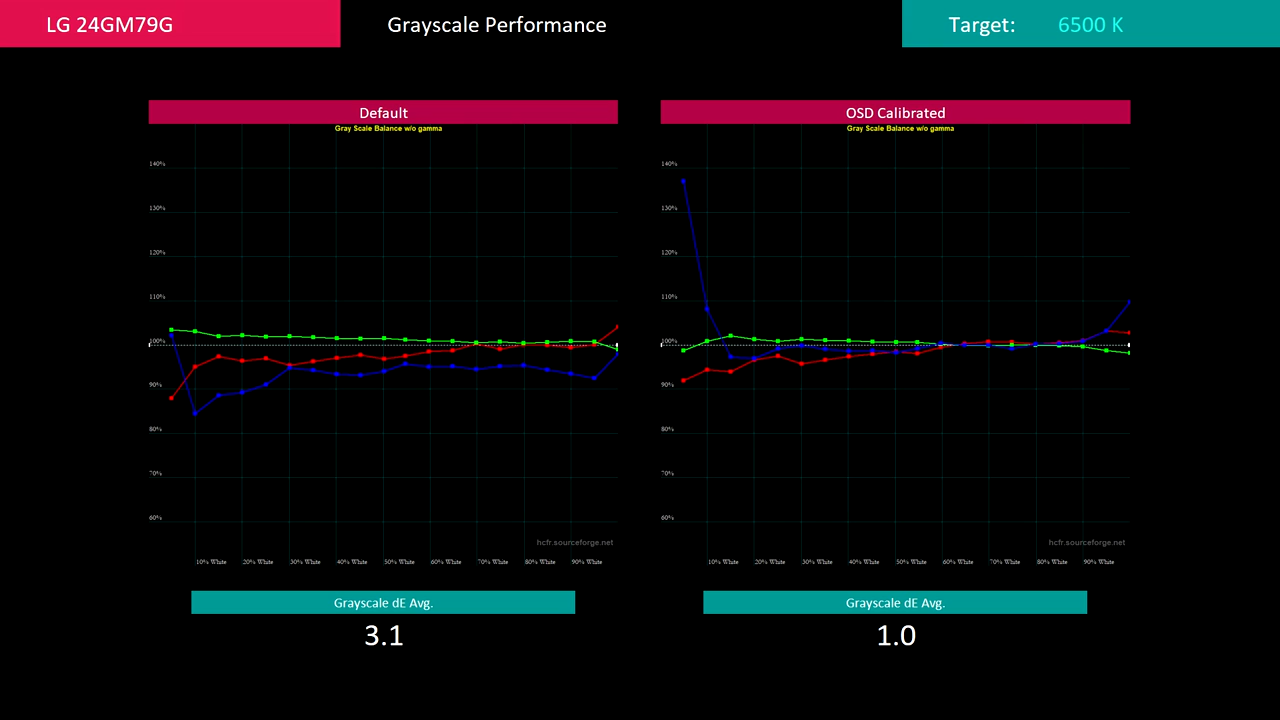 LG 24GM79G
Grayscale Performance
Target: 6500 K
Default
Gray Scale Balance w/o gamma
140%
130%
120%
110%
100%
90%
80%
70%
60%
hcfr.sourceforge.net
10% White 20% White 30% White 40% White 50% White 60% White 70% White 80% White 90% White
Grayscale dE Avg.
3.1
OSD Calibrated
Gray Scale Balance w/o gamma
140%
130%
120%
110%
100%
90%
80%
70%
60%
hcfr.sourceforge.net
10% White 20% White 30% White 40% White 50% White 60% White 70% White 80% White 90% White
Grayscale dE Avg.
1.0